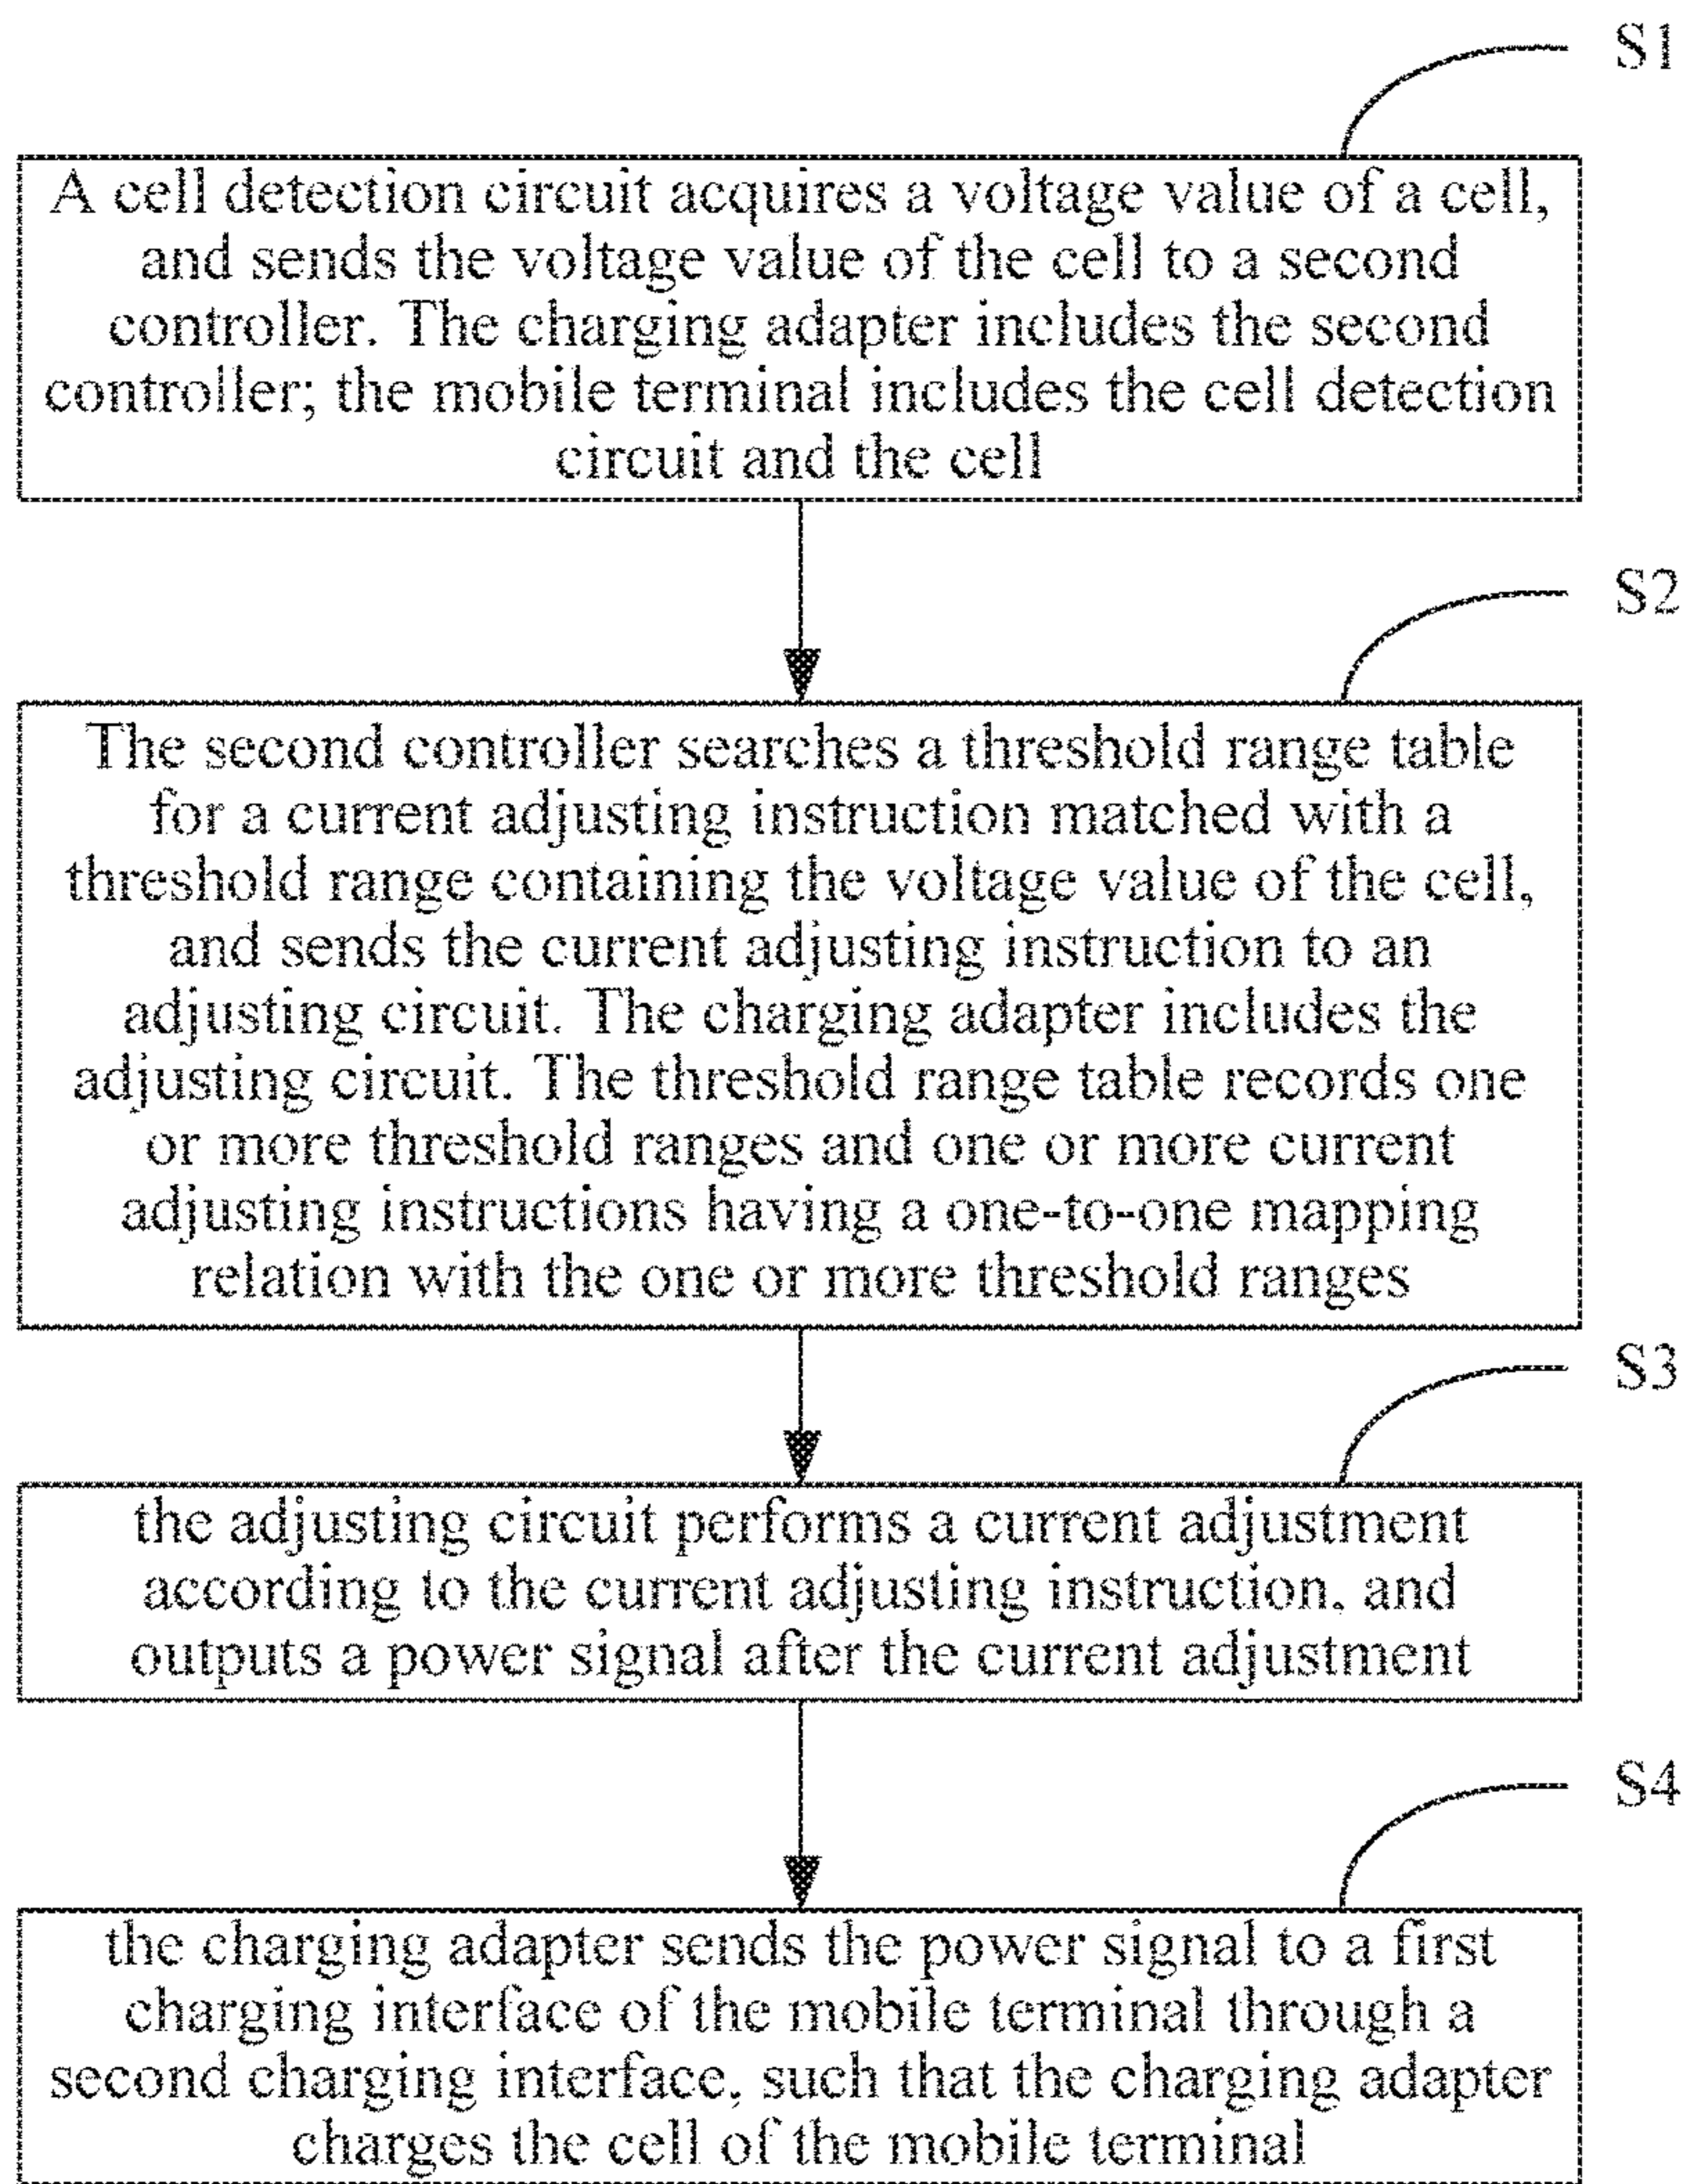 S1
A cell detection circuit acquires a voltage value of a cell,
and sends the voltage value of the cell to a second
controller. The charging adapter includes the second
controller; the mobile terminal includes the cell detection
circuit and the cell
S2
The second controller searches a threshold range table
for a current adjusting instruction matched with a
threshold range containing the voltage value of the cell,
and sends the current adjusting instruction to an
adjusting circuit. The charging adapter includes the
adjusting circuit. The threshold range table records one
or more threshold ranges and one or more current
adjusting instructions having a one-to-one mapping
relation with the one or more threshold ranges
S3
the adjusting circuit performs a current adjustment
according to the current adjusting instruction, and
outputs a power signal after the current adjustment
S4
the charging adapter sends the power signal to a first
charging interface of the mobile terminal through a
second charging interface, such that the charging adapter
charges the cell of the mobile terminal